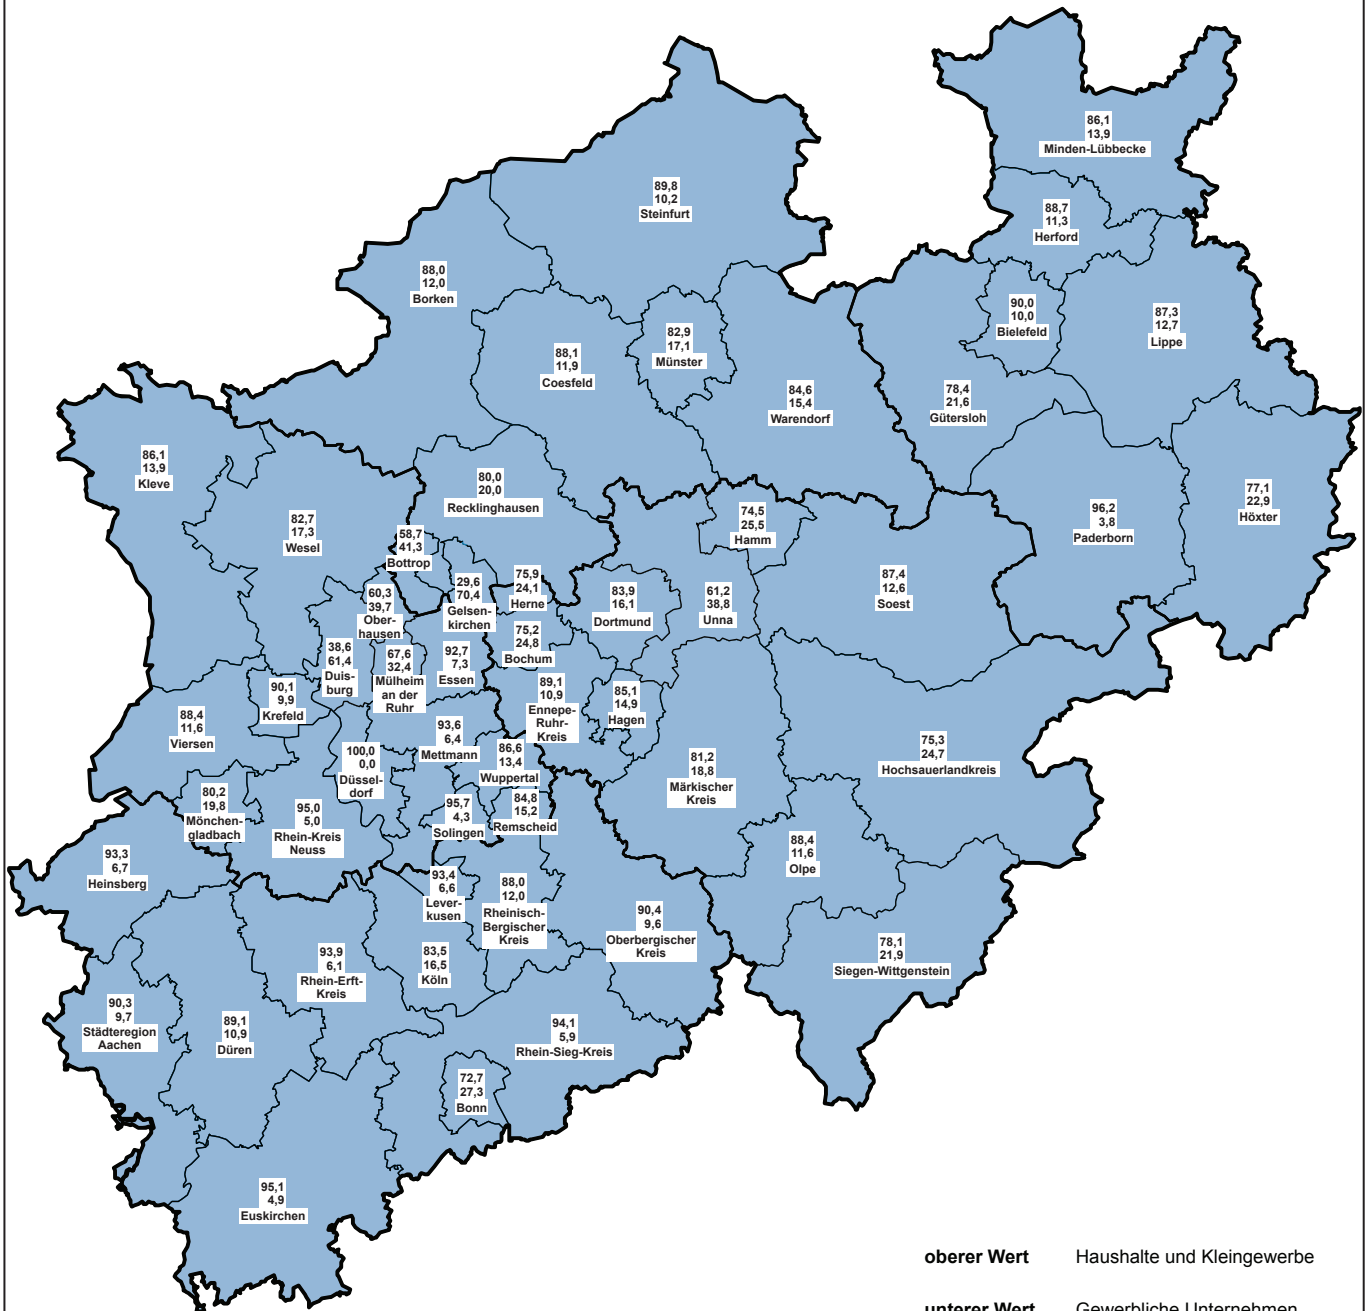 86,1
13,9
Minden-Lübbecke
89,8
10,2
Steinfurt
88,7
11,3
Herford
88,0
12,0
Borken
90,0
10,0
Bielefeld
87,3
12,7
Lippe
82,9
17,1
Münster
88,1
11,9
Coesfeld
84,6
15,4
Warendorf
78,4
21,6
Gütersloh
86,1
13,9
Kleve
80,0
20,0
Recklinghausen
77,1
22,9
Höxter
96,2
3,8
Paderborn
74,5
25,5
Hamm
82,7
17,3
Wesel
58,7
41,3
Bottrop
29,6
70,4
Gelsen-
kirchen
75,9
24,1
Herne
83,9
16,1
Dortmund
61,2
38,8
Unna
87,4
12,6
Soest
60,3
39,7
Ober-
hausen
38,6
61,4
Duis-
burg
67,6
32,4
Mülheim
an der
Ruhr
92,7
7,3
Essen
75,2
24,8
Bochum
89,1
10,9
Ennepe-
Ruhr-
Kreis
85,1
14,9
Hagen
90,1
9,9
Krefeld
88,4
11,6
Viersen
93,6
6,4
Mettmann
86,6
13,4
Wuppertal
100,0
0,0
Düssel-
dorf
81,2
18,8
Märkischer
Kreis
75,3
24,7
Hochsauerlandkreis
80,2
19,8
Mönchen-
gladbach
95,0
5,0
Rhein-Kreis
Neuss
95,7
4,3
Solingen
84,8
15,2
Remscheid
93,3
6,7
Heinsberg
88,4
11,6
Olpe
93,4
6,6
Lever-
kusen
88,0
12,0
Rheinisch-
Bergischer
Kreis
90,4
9,6
Oberbergischer
Kreis
93,9
6,1
Rhein-Erft-
Kreis
83,5
16,5
Köln
78,1
21,9
Siegen-Wittgenstein
90,3
9,7
Städteregion
Aachen
89,1
10,9
Düren
94,1
5,9
Rhein-Sieg-Kreis
72,7
27,3
Bonn
95,1
4,9
Euskirchen
oberer Wert Haushalte und Kleingewerbe
unterer Wert Gewerbliche Unternehmen